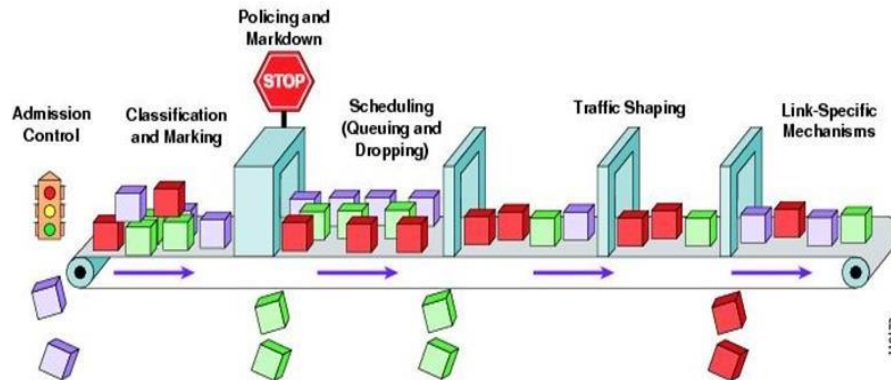 Policing and
Markdown
STOP
Admission
Control
Classification
and Marking
Scheduling
(Queuing and
Dropping)
Traffic Shaping
Link-Specific
Mechanisms